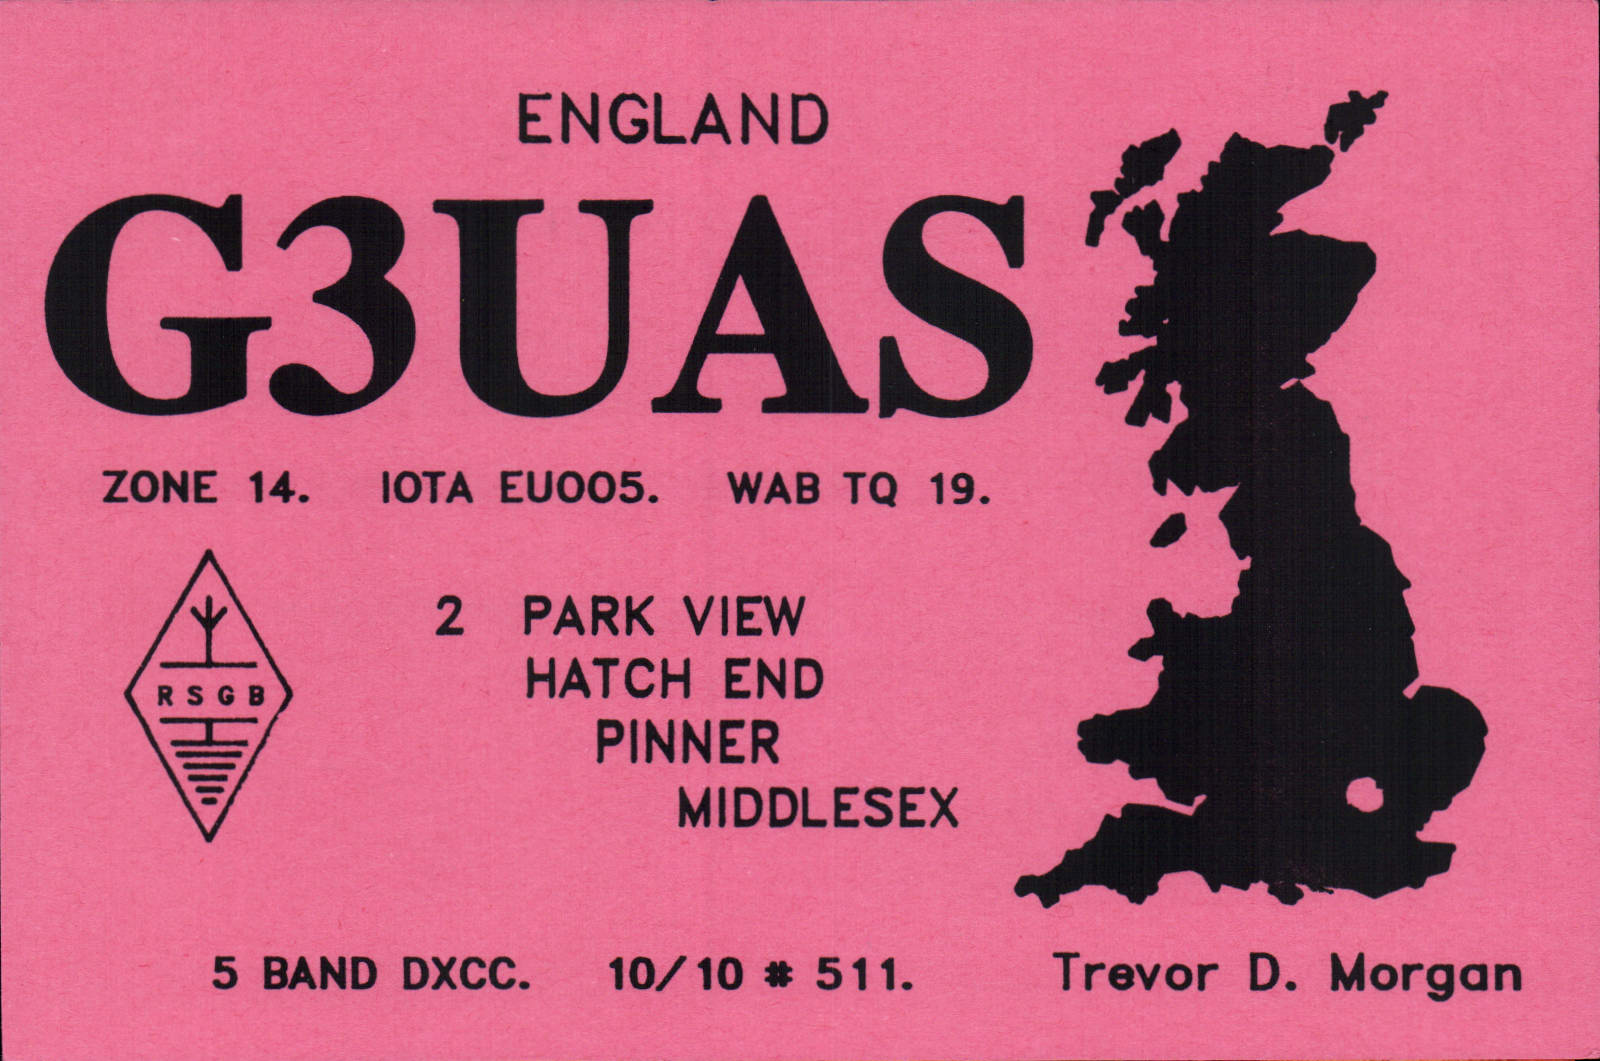 ENGLAND
G3UAS
ZONE 14. IOTA EU005. WAB TQ 19.
RSGB
2 PARK VIEW
HATCH END
PINNER
MIDDLESEX
5 BAND DXCC. 10/10 # 511.
Trevor D. Morgan